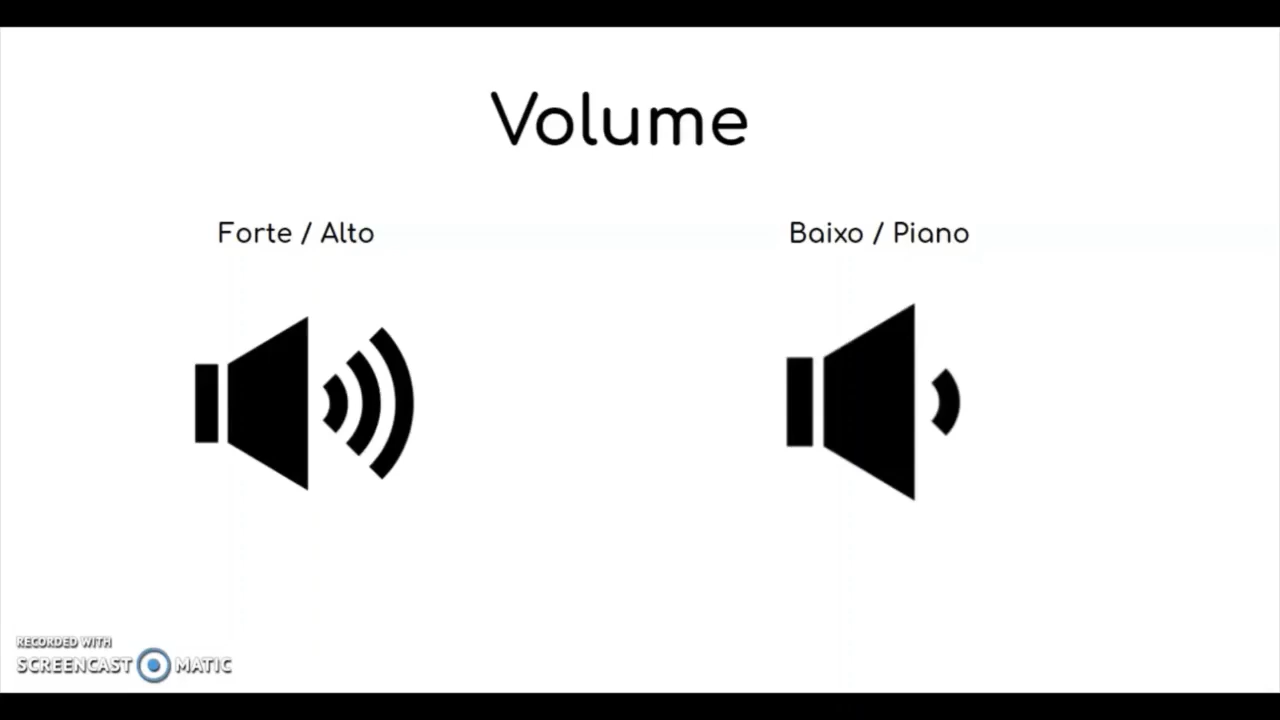 Volume
Forte / Alto
Baixo / Piano
RECORDED WITH
SCREENCAST MATIC